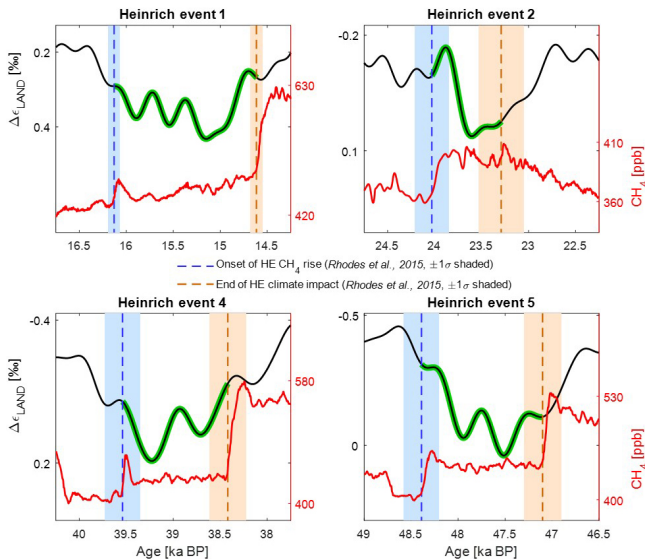 Heinrich event 1
Heinrich event 2
0.2
0.4
Δϵ_LAND [‰]
630
420
16.5 16 15.5 15 14.5
-0.2
0.1
410
360
CH₄ [ppb]
24.5 24 23.5 23 22.5
Onset of HE CH₄ rise (Rhodes et al., 2015, ±1σ shaded)
End of HE climate impact (Rhodes et al., 2015, ±1σ shaded)
Heinrich event 4
Heinrich event 5
-0.4
0.2
Δϵ_LAND [‰]
580
400
40 39.5 39 38.5 38
Age [ka BP]
-0.5
0
530
400
CH₄ [ppb]
49 48.5 48 47.5 47 46.5
Age [ka BP]